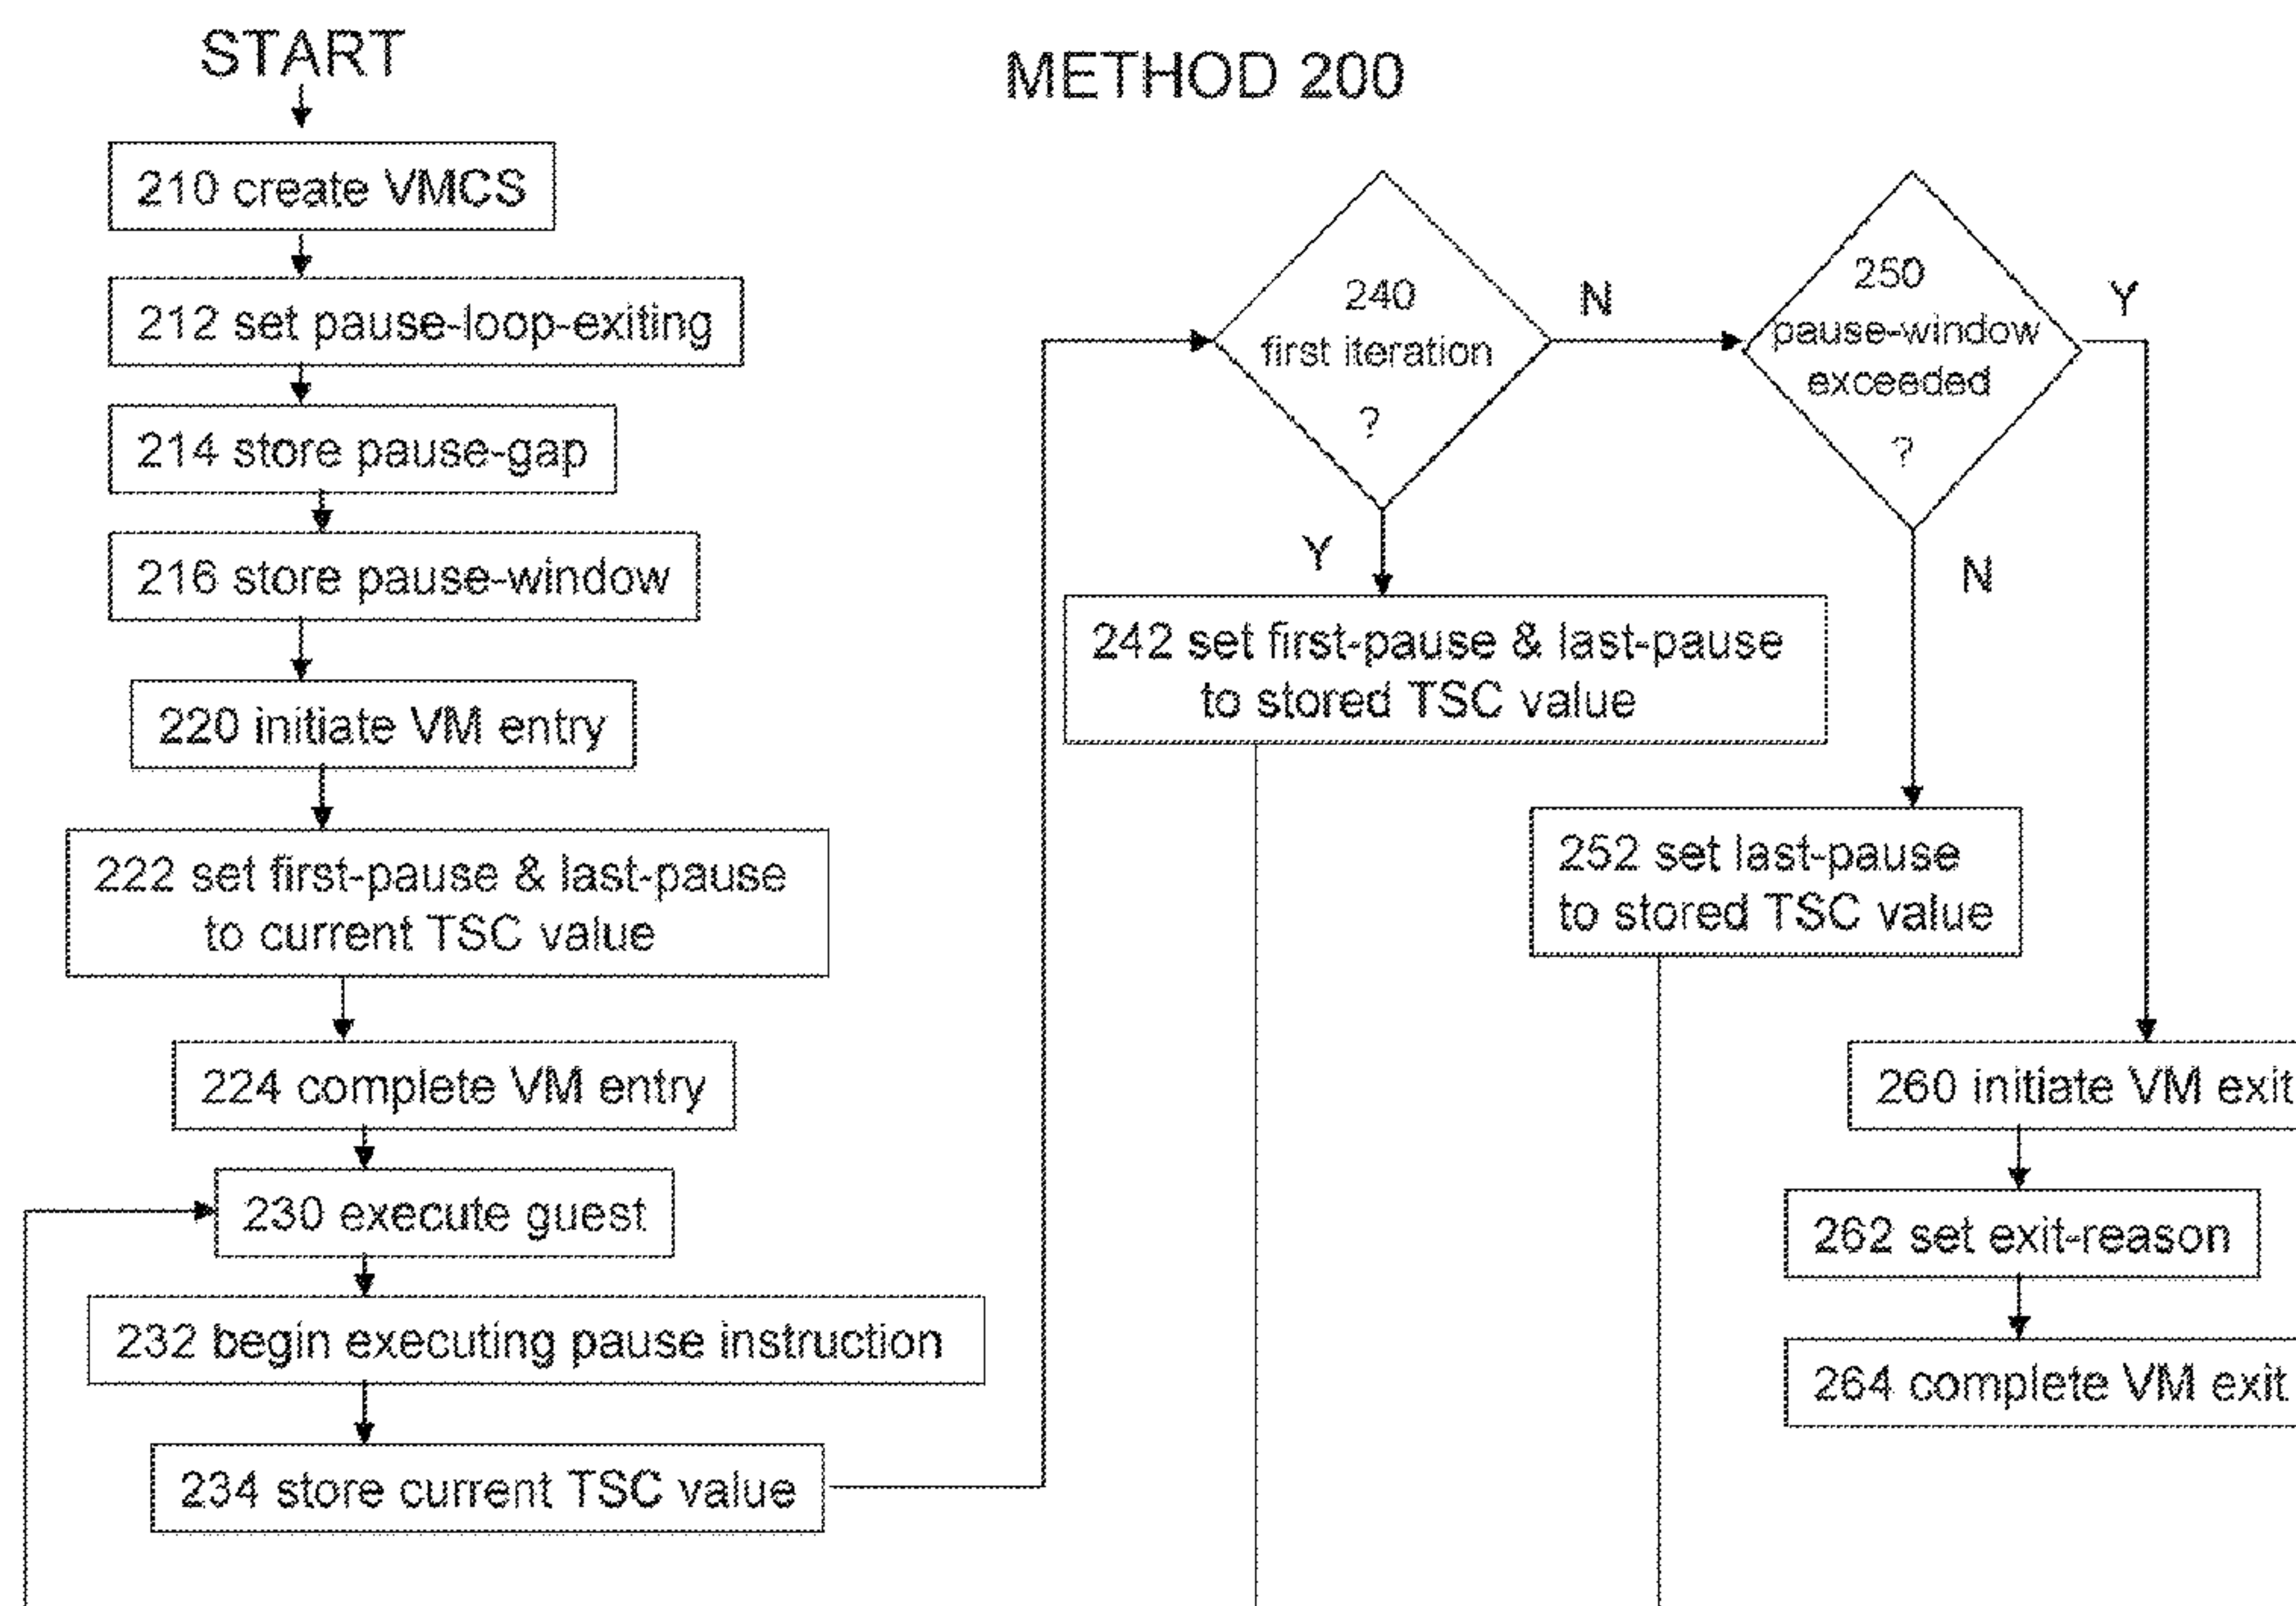 START
METHOD 200
210 create VMCS
212 set pause-loop-exiting
214 store pause-gap
216 store pause-window
220 initiate VM entry
222 set first-pause & last-pause
to current TSC value
224 complete VM entry
230 execute guest
232 begin executing pause instruction
234 store current TSC value
240
first iteration
?
N
Y
242 set first-pause & last-pause
to stored TSC value
250
pause-window
exceeded
?
Y
N
252 set last-pause
to stored TSC value
260 initiate VM exit
262 set exit-reason
264 complete VM exit